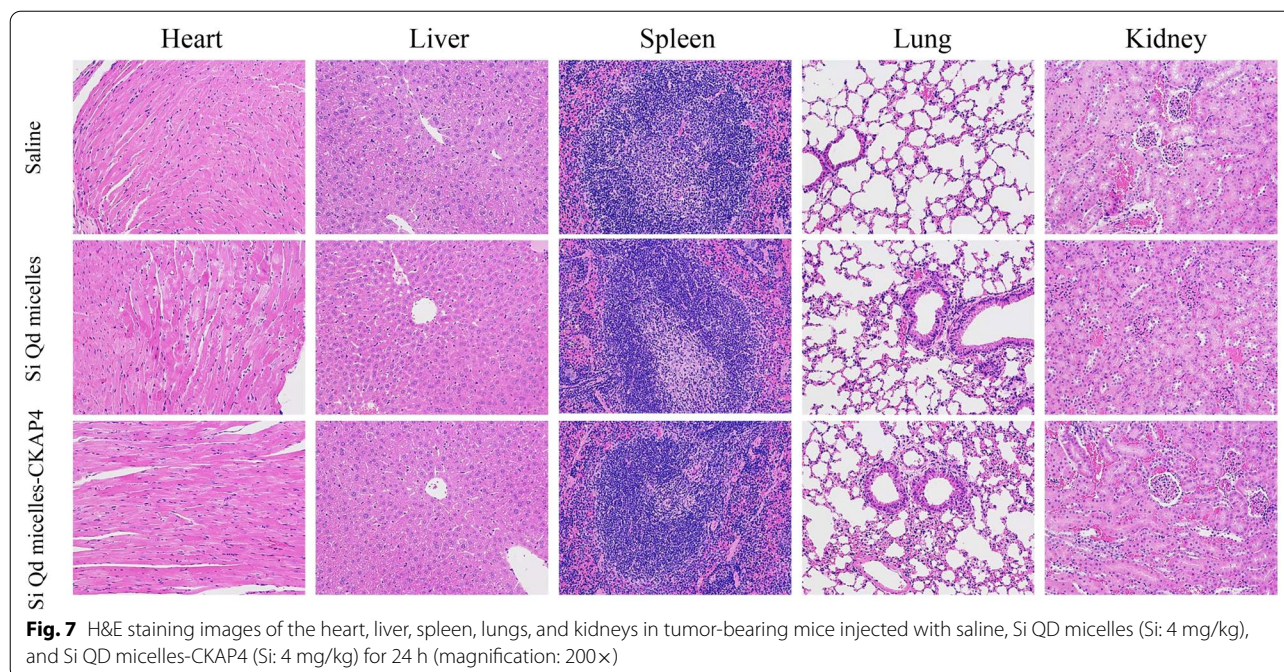 Heart Liver Spleen Lung Kidney
Saline
Si Qd micelles
Si Qd micelles-CKAP4
Fig. 7 H&E staining images of the heart, liver, spleen, lungs, and kidneys in tumor-bearing mice injected with saline, Si QD micelles (Si: 4 mg/kg),
and Si QD micelles-CKAP4 (Si: 4 mg/kg) for 24 h (magnification: 200×)